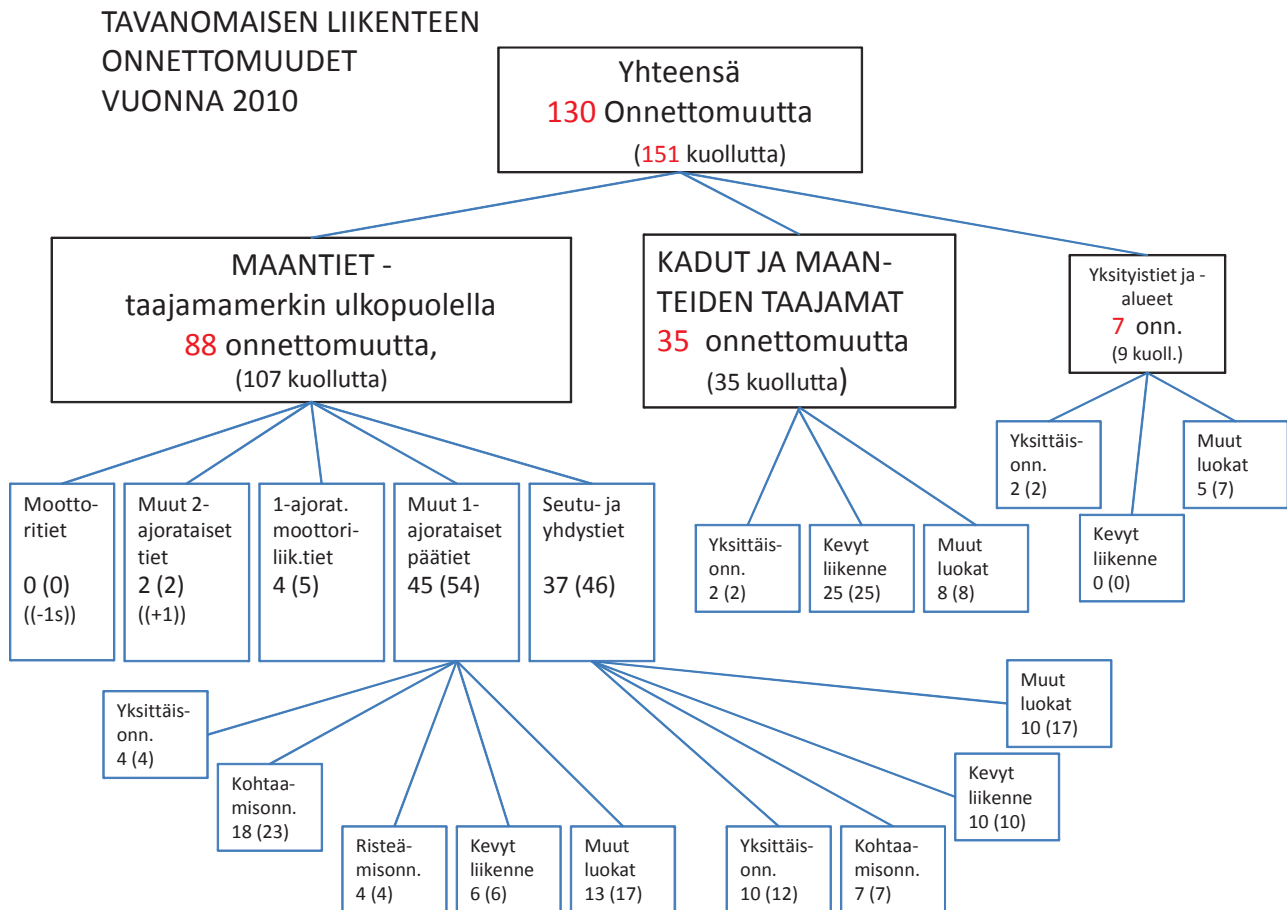 TAVANOMAISEN LIIKENTEEN
ONNETTOMUUDET
VUONNA 2010
Yhteensä
130 Onnettomuutta
(151 kuollutta)
MAANTIET -
taajamamerkin ulkopuolella
88 onnettomuutta,
(107 kuollutta)
KADUT JA MAAN-
TEIDEN TAAJAMAT
35 onnettomuutta
(35 kuollutta)
Yksityistiet ja -
alueet
7 onn.
(9 kuoll.)
Yksittäis-
onn.
2 (2)
Kevyt
liikenne
0 (0)
Muut
luokat
5 (7)
Yksittäis-
onn.
2 (2)
Kevyt
liikenne
25 (25)
Muut
luokat
8 (8)
Mootto-
ritiet
0 (0)
((-1s))
Muut 2-
ajorataiset
tiet
2 (2)
((+1))
1-ajorat.
moottori-
liik.tiet
4 (5)
Muut 1-
ajorataiset
päätiet
45 (54)
Seutu- ja
yhdystiet
37 (46)
Yksittäis-
onn.
4 (4)
Kohtaa-
misonn.
18 (23)
Risteä-
misonn.
4 (4)
Kevyt
liikenne
6 (6)
Muut
luokat
13 (17)
Yksittäis-
onn.
10 (12)
Kohtaa-
misonn.
7 (7)
Kevyt
liikenne
10 (10)
Muut
luokat
10 (17)